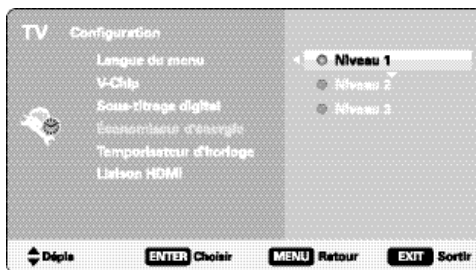 TV Configuration
Langue du menu
Niveau 1
V-Chip
Niveau 2
Sous-titrage digital
Niveau 3
Économiseur d'énergie
Temporisateur d'horloge
Liaison HDMI
Dépla ENTER Choisir MENU Retour EXIT Sortir